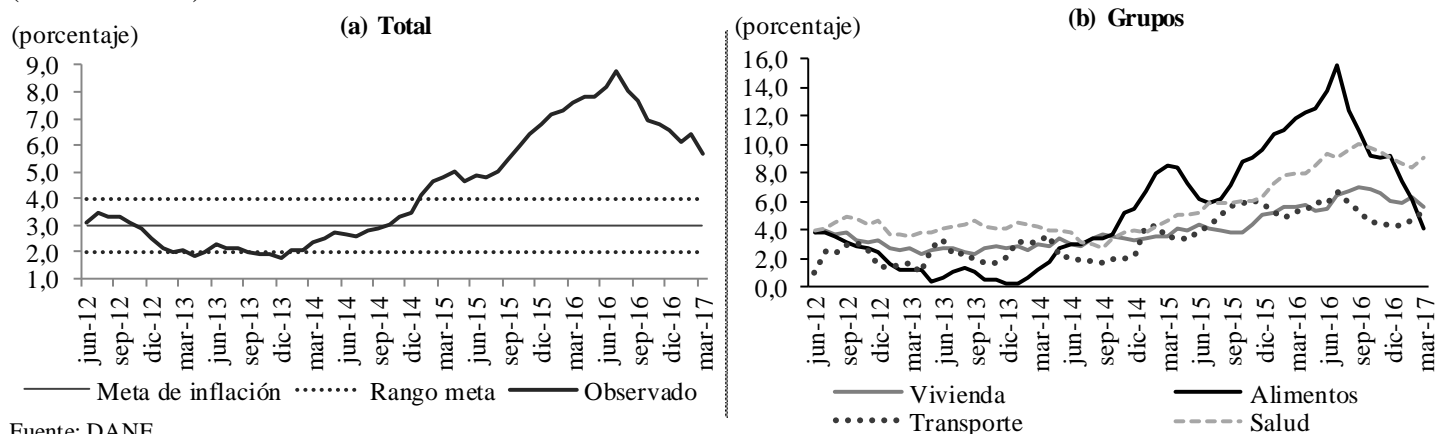 (a) Total
(porcentaje)
9,0
8,0
7,0
6,0
5,0
4,0
3,0
2,0
1,0
jun-12
sep-12
dic-12
mar-13
jun-13
sep-13
dic-13
mar-14
jun-14
sep-14
dic-14
mar-15
jun-15
sep-15
dic-15
mar-16
jun-16
sep-16
dic-16
mar-17
Meta de inflación
Rango meta
Observado
(b) Grupos
(porcentaje)
16,0
14,0
12,0
10,0
8,0
6,0
4,0
2,0
0,0
jun-12
sep-12
dic-12
mar-13
jun-13
sep-13
dic-13
mar-14
jun-14
sep-14
dic-14
mar-15
jun-15
sep-15
dic-15
mar-16
jun-16
sep-16
dic-16
mar-17
Vivienda
Alimentos
Transporte
Salud
Fuente: DANE